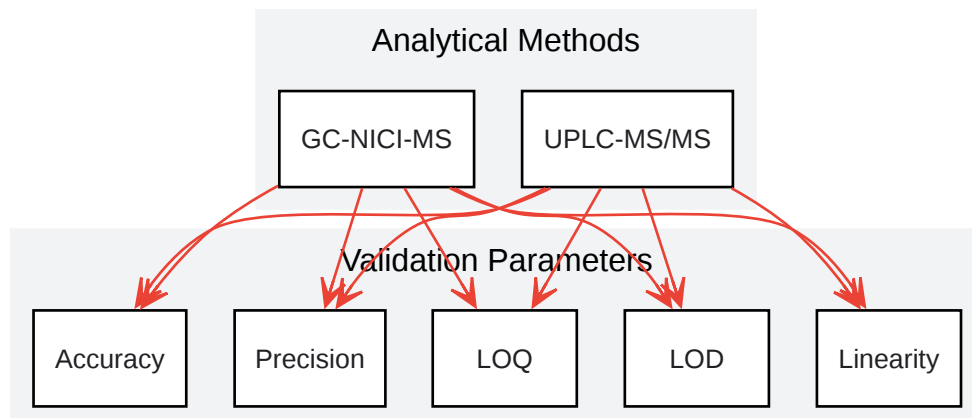 Analytical Methods
GC-NICI-MS
UPLC-MS/MS
Validation Parameters
Accuracy
Precision
LOQ
LOD
Linearity